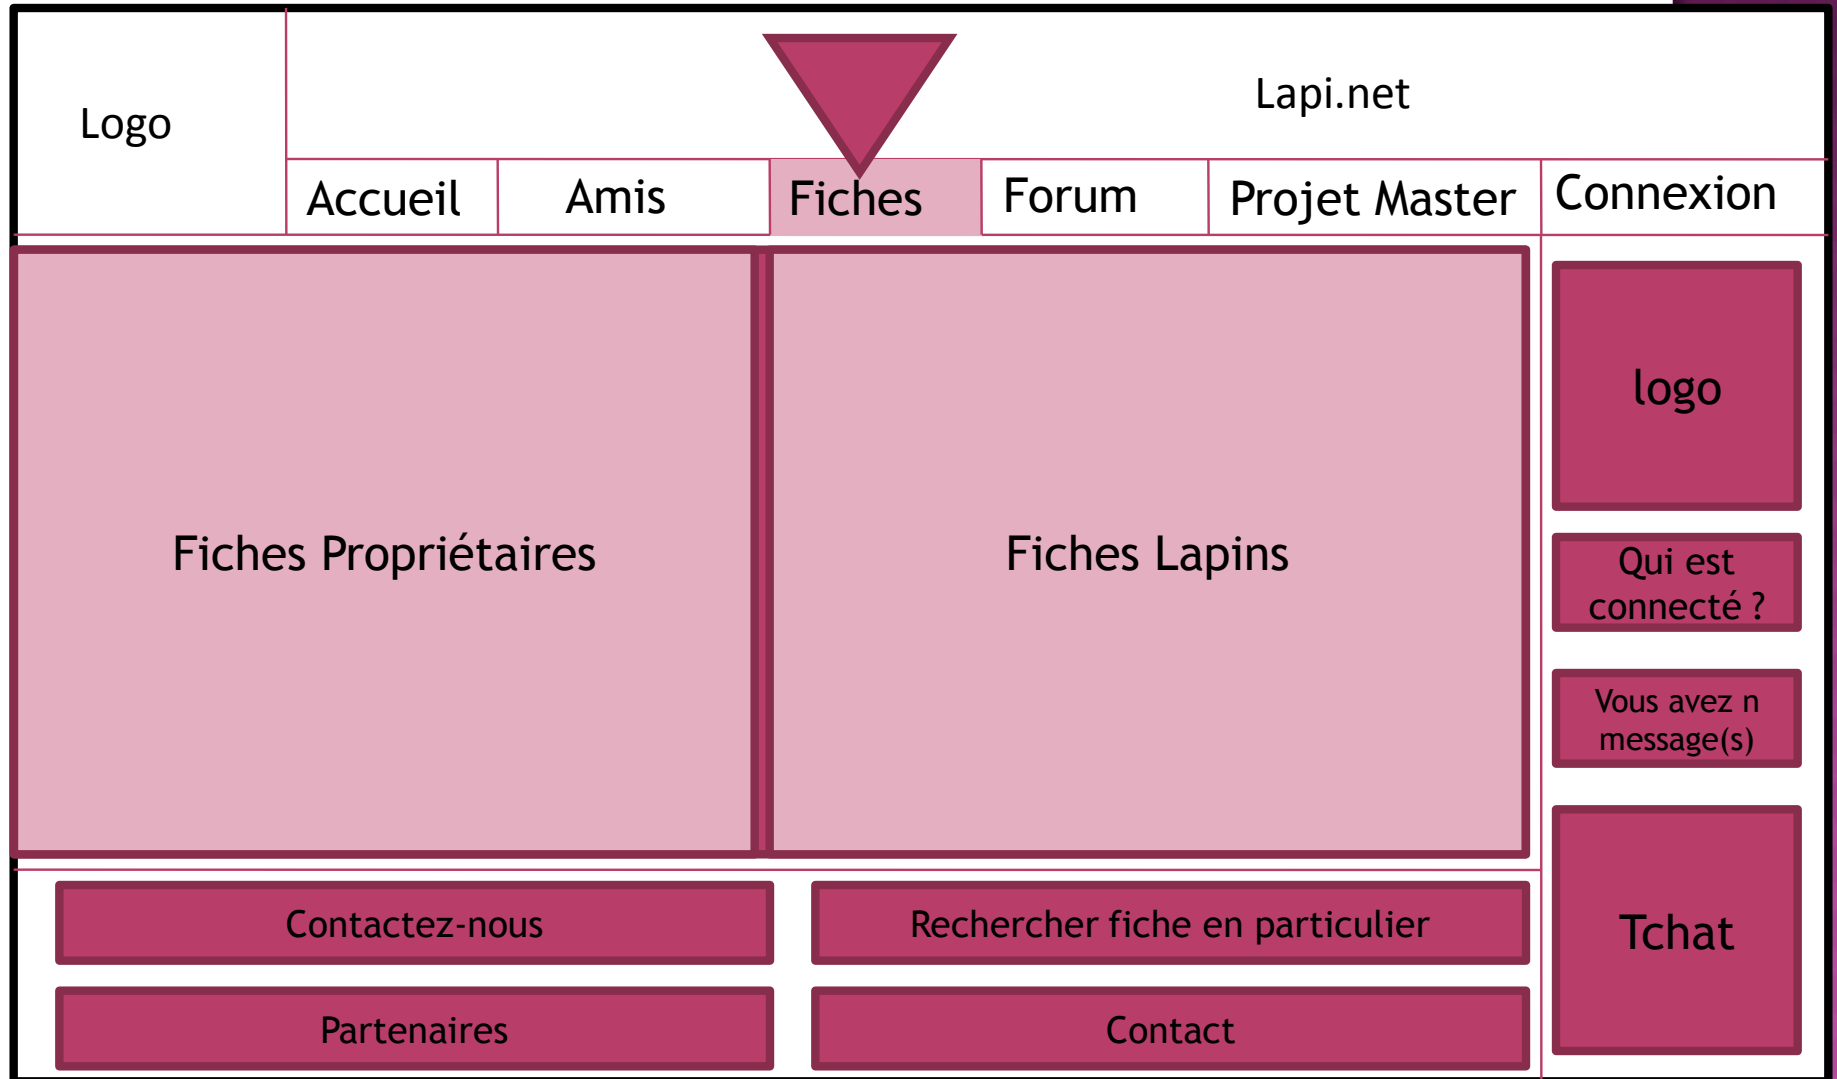 Logo
Lapi.net
Accueil
Amis
Fiches
Forum
Projet Master
Connexion
Fiches Propriétaires
Fiches Lapins
logo
Qui est
connecté ?
Vous avez n
message(s)
Tchat
Contactez-nous
Rechercher fiche en particulier
Partenaires
Contact